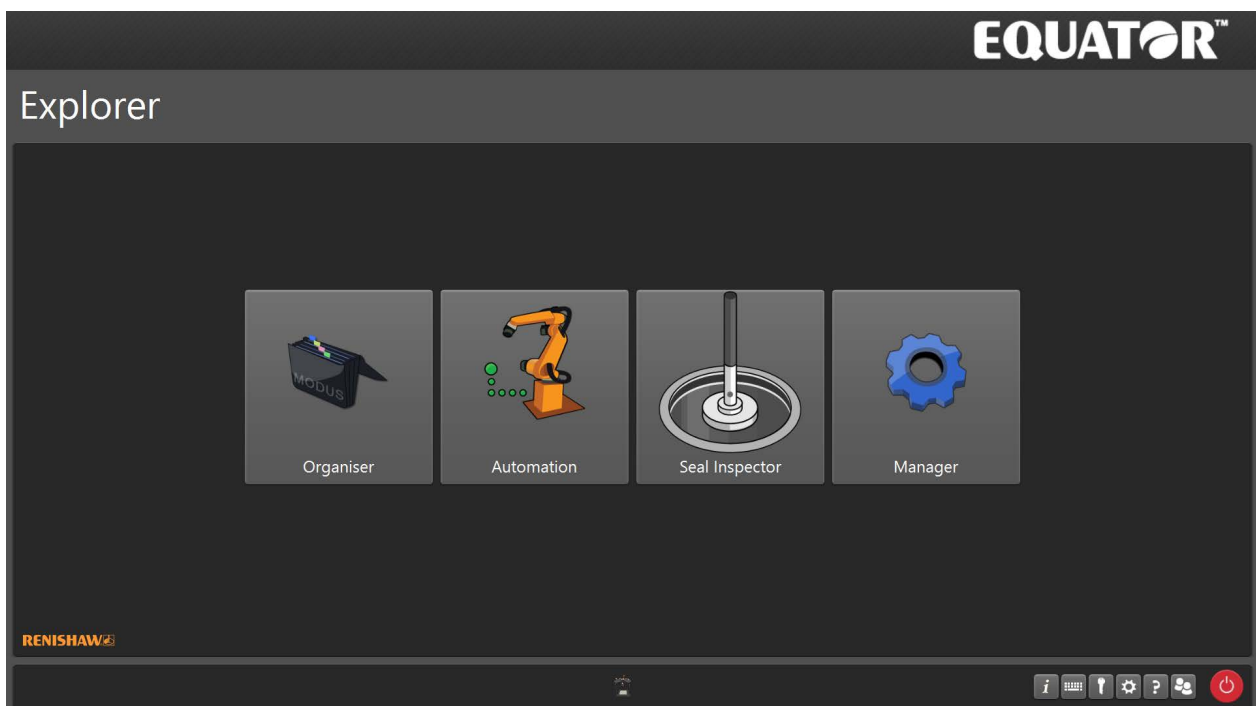 EQUATOR™
Explorer
MODUS
Organiser
Automation
Seal Inspector
Manager
RENISHAW
i
?